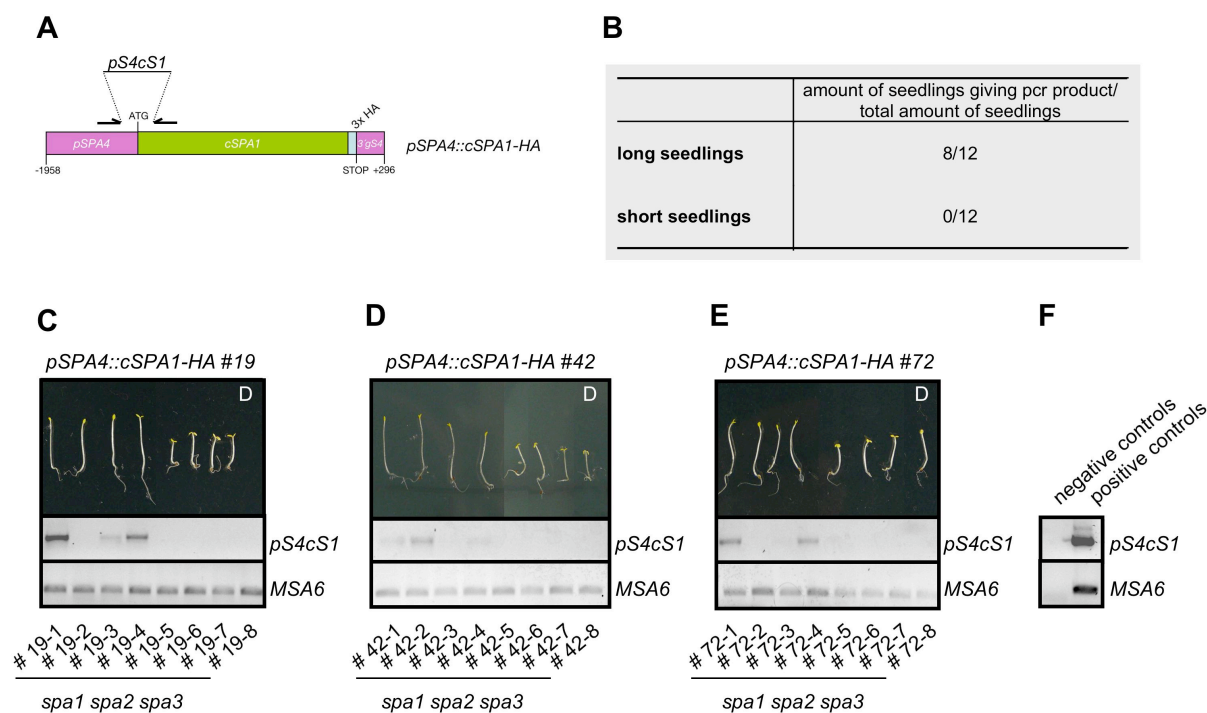 A
pS4cS1
ATG
3x HA
pSPA4
cSPA1
3'gS4
pSPA4::cSPA1-HA
-1958
STOP
+296
B
amount of seedlings giving pcr product/
total amount of seedlings
long seedlings 8/12
short seedlings 0/12
C
pSPA4::cSPA1-HA #19
D
pS4cS1
MSA6
# 19-1
# 19-2
# 19-3
# 19-4
# 19-5
# 19-6
# 19-7
# 19-8
spa1 spa2 spa3
D
pSPA4::cSPA1-HA #42
D
pS4cS1
MSA6
# 42-1
# 42-2
# 42-3
# 42-4
# 42-5
# 42-6
# 42-7
# 42-8
spa1 spa2 spa3
E
pSPA4::cSPA1-HA #72
D
pS4cS1
MSA6
# 72-1
# 72-2
# 72-3
# 72-4
# 72-5
# 72-6
# 72-7
# 72-8
spa1 spa2 spa3
F
negative controls
positive controls
pS4cS1
MSA6